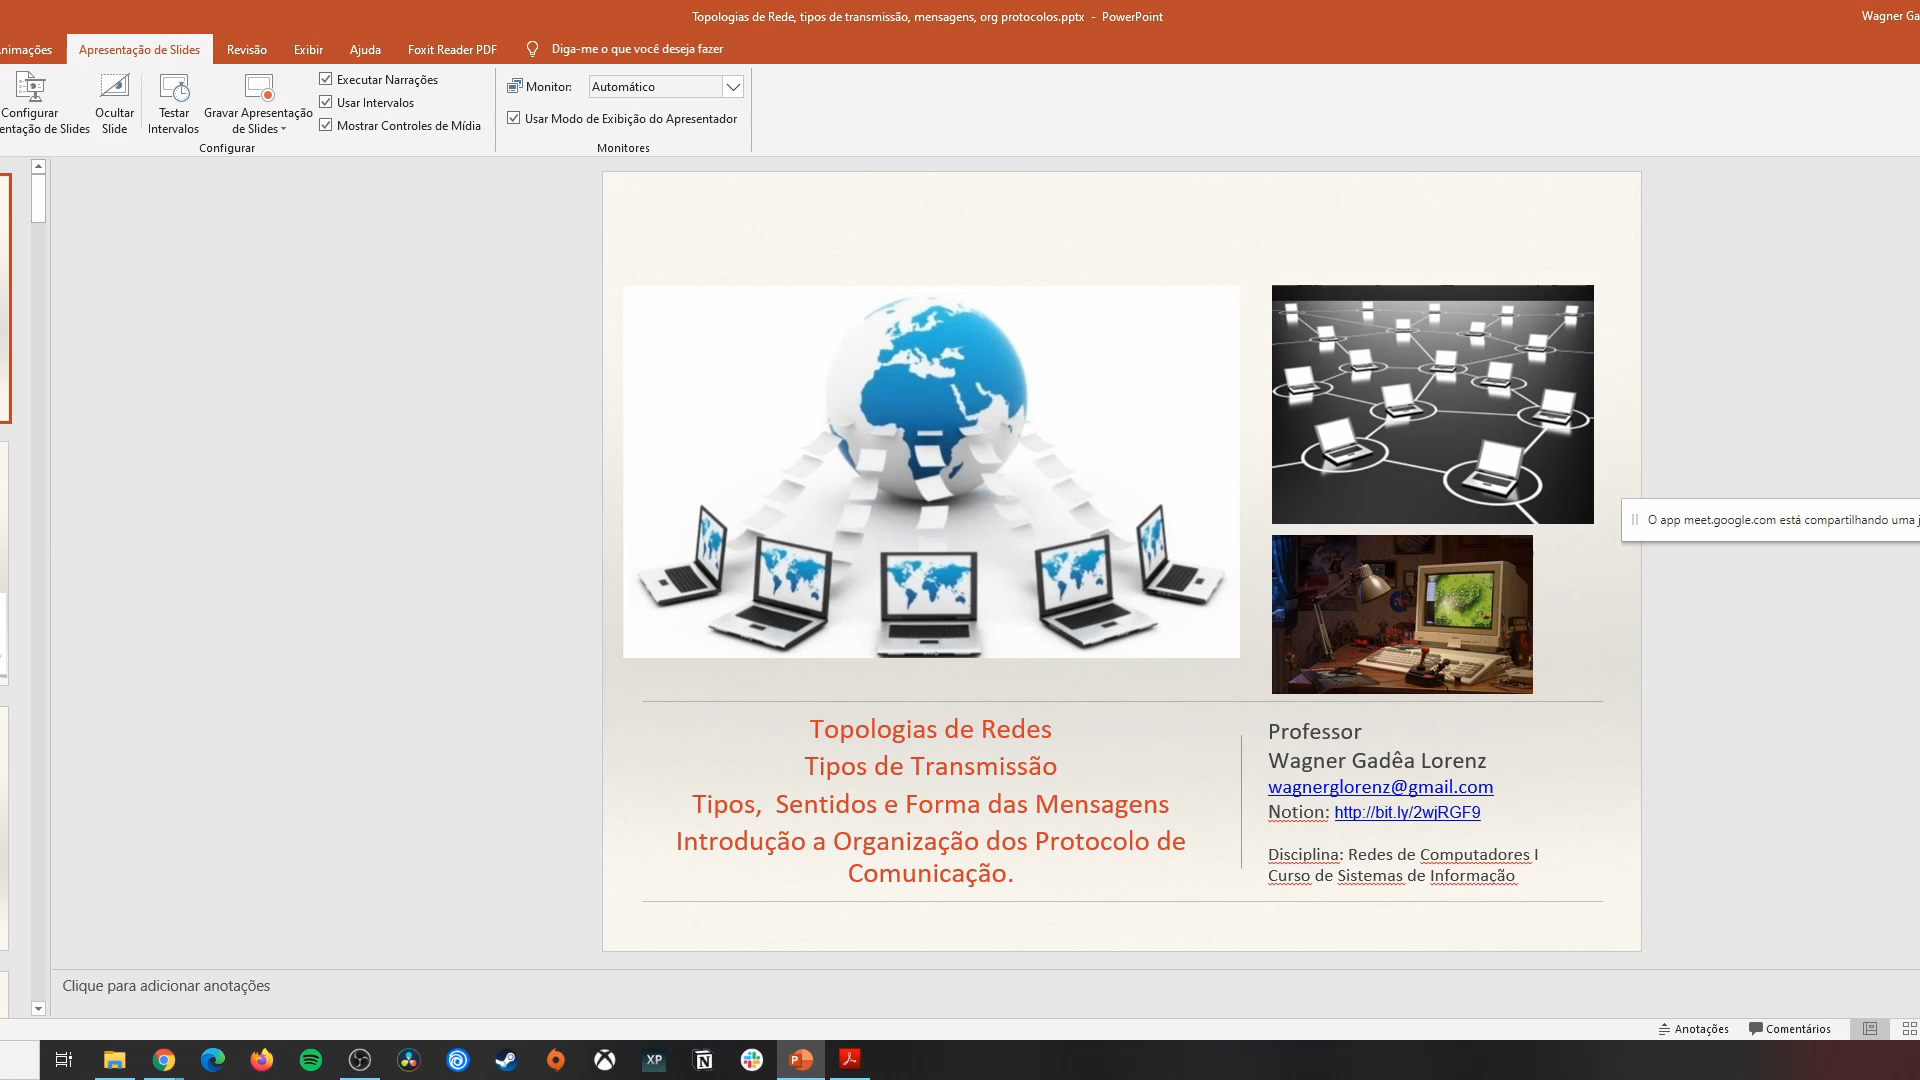 Topologias de Rede, tipos de transmissão, mensagens, org protocolos.pptx - PowerPoint
Wagner Ga
nimações
Apresentação de Slides
Revisão
Exibir
Ajuda
Foxit Reader PDF
Diga-me o que você deseja fazer
Configurar
entação de Slides
Ocultar
Slide
Testar
Intervalos
Gravar Apresentação
de Slides
Executar Narrações
Usar Intervalos
Mostrar Controles de Mídia
Configurar
Monitor:
Automático
Usar Modo de Exibição do Apresentador
Monitores
O app meet.google.com está compartilhando uma j
Topologias de Redes
Tipos de Transmissão
Tipos, Sentidos e Forma das Mensagens
Introdução a Organização dos Protocolo de
Comunicação.
Professor
Wagner Gadêa Lorenz
wagnerglorenz@gmail.com
Notion: http://bit.ly/2wjRGF9
Disciplina: Redes de Computadores I
Curso de Sistemas de Informação
Clique para adicionar anotações
Anotações
Comentários
XP